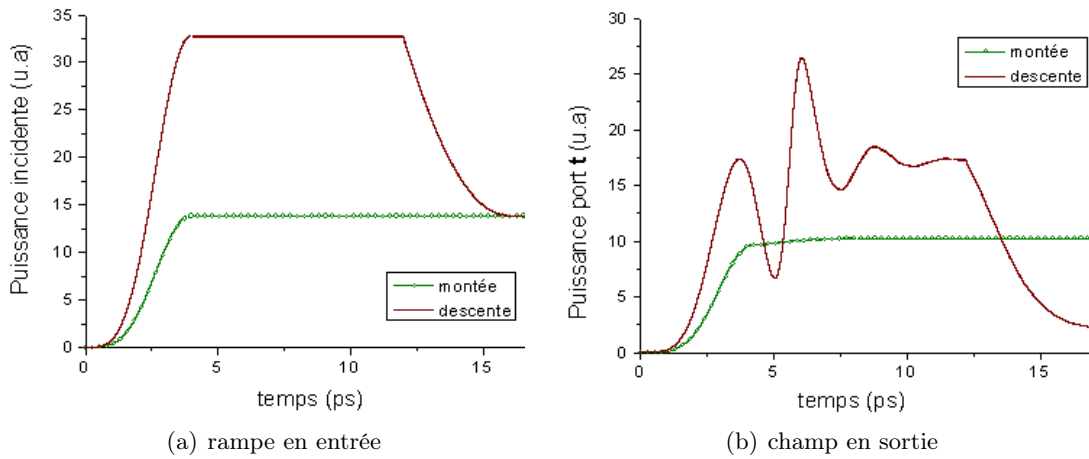 35
30
25
20
15
10
5
0
Puissance incidente (u.a)
montée
descente
0 5 10 15
temps (ps)
(a) rampe en entrée
30
25
20
15
10
5
0
Puissance port t (u.a)
montée
descente
0 5 10 15
temps (ps)
(b) champ en sortie